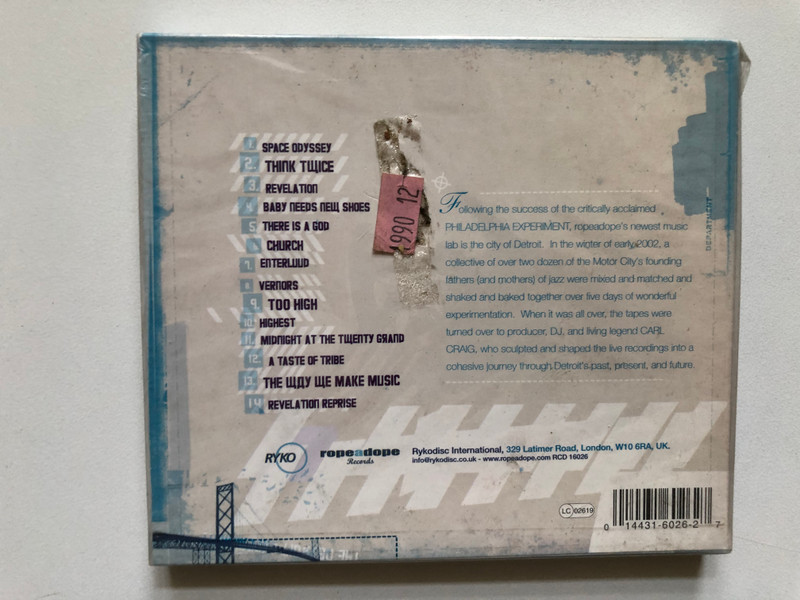 1. SPACE ODYSSEY
2. THINK TWICE
3. REVELATION
4. BABY NEEDS NEW SHOES
5. THERE IS A GOD
6. CHURCH
7. ENTERLUUD
8. VERNORS
9. TOO HIGH
10. HIGHEST
11. MIDNIGHT AT THE TWENTY GRAND
12. A TASTE OF TRIBE
13. THE WAY WE MAKE MUSIC
14 REVELATION REPRISE
1990 12
Following the success of the critically acclaimed
PHILADELPHIA EXPERIMENT, ropeadope's newest music
lab is the city of Detroit. In the winter of early 2002, a
collective of over two dozen of the Motor City's founding
fathers (and mothers) of jazz were mixed and matched and
shaked and baked together over five days of wonderful
experimentation. When it was all over, the tapes were
turned over to producer, DJ, and living legend CARL
CRAIG, who sculpted and shaped the live recordings into a
cohesive journey through Detroit's past, present, and future.
DEPARTMENT
RYKO
ropeadope
Records
Rykodisc International, 329 Latimer Road, London, W10 6RA, UK.
info@rykodisc.co.uk - www.ropeadope.com RCD 16026
LC 02619
0 14431-6026-2 7